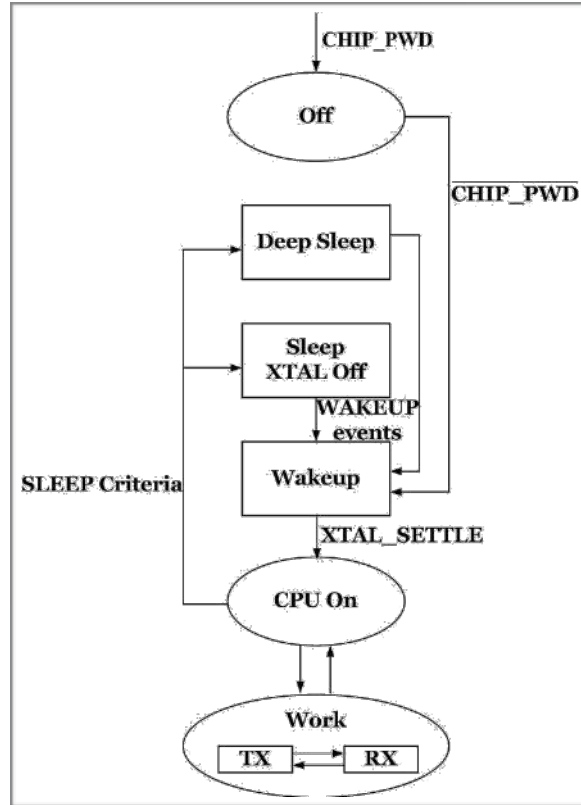 CHIP_PWD
Off
CHIP_PWD
Deep Sleep
Sleep
XTAL Off
WAKEUP
events
SLEEP Criteria
Wakeup
XTAL_SETTLE
CPU On
Work
TX
RX